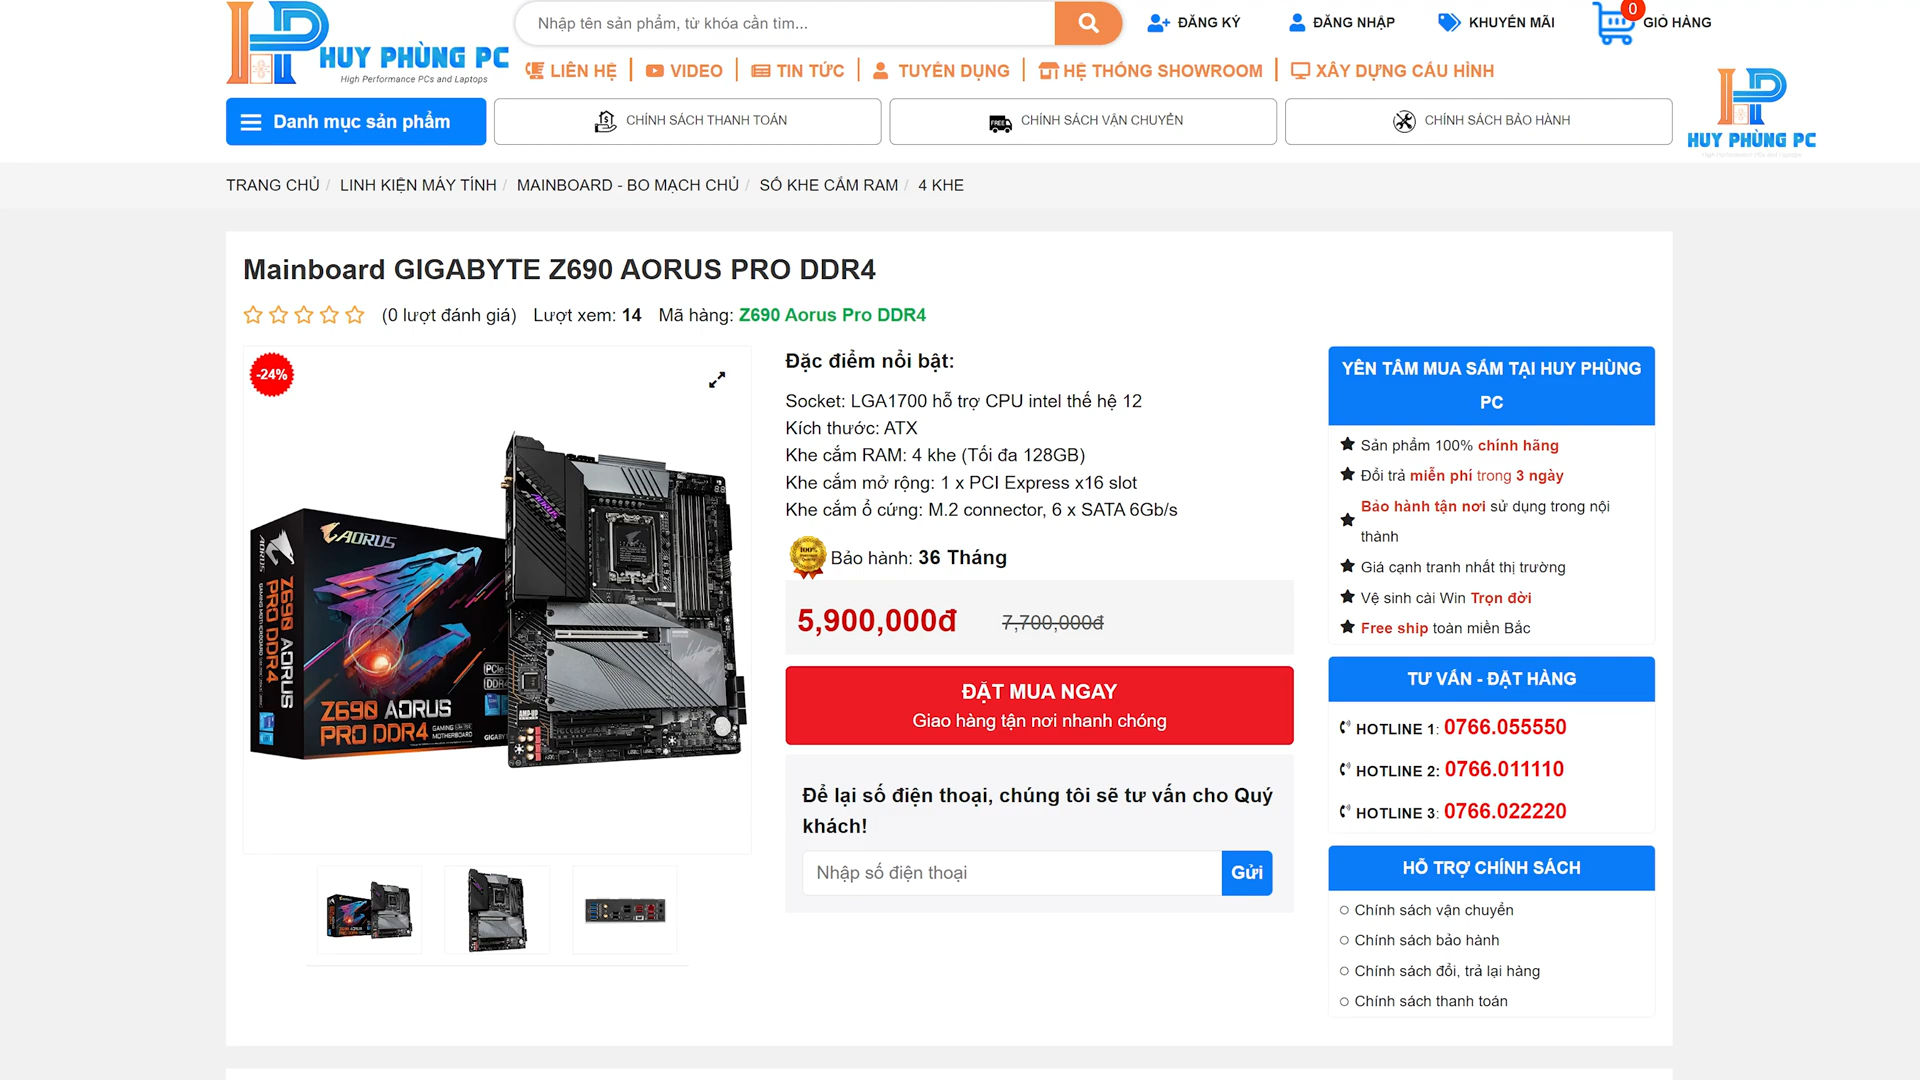 HUY PHÙNG PC
High Performance PCs and Laptops
Nhập tên sản phẩm, từ khóa cần tìm...
ĐĂNG KÝ
ĐĂNG NHẬP
KHUYẾN MÃI
0
GIỎ HÀNG
LIÊN HỆ
VIDEO
TIN TỨC
TUYỂN DỤNG
HỆ THỐNG SHOWROOM
XÂY DỰNG CẤU HÌNH
HUY PHÙNG PC
Danh mục sản phẩm
CHÍNH SÁCH THANH TOÁN
FREE
CHÍNH SÁCH VẬN CHUYỂN
CHÍNH SÁCH BẢO HÀNH
TRANG CHỦ / LINH KIỆN MÁY TÍNH / MAINBOARD - BO MẠCH CHỦ / SỐ KHE CẮM RAM / 4 KHE
Mainboard GIGABYTE Z690 AORUS PRO DDR4
(0 lượt đánh giá) Lượt xem: 14 Mã hàng: Z690 Aorus Pro DDR4
-24%
AORUS
Z690 AORUS
PRO DDR4
AORUS
Z690 AORUS
PRO DDR4
GAMING
MOTHERBOARD
PCIe
DDR4
AORUS
Đặc điểm nổi bật:
Socket: LGA1700 hỗ trợ CPU intel thế hệ 12
Kích thước: ATX
Khe cắm RAM: 4 khe (Tối đa 128GB)
Khe cắm mở rộng: 1 x PCI Express x16 slot
Khe cắm ổ cứng: M.2 connector, 6 x SATA 6Gb/s
100%
Bảo hành: 36 Tháng
5,900,000đ 7,700,000đ
ĐẶT MUA NGAY
Giao hàng tận nơi nhanh chóng
Để lại số điện thoại, chúng tôi sẽ tư vấn cho Quý
khách!
Nhập số điện thoại
Gửi
YÊN TÂM MUA SẮM TẠI HUY PHÙNG
PC
Sản phẩm 100% chính hãng
Đổi trả miễn phí trong 3 ngày
Bảo hành tận nơi sử dụng trong nội
thành
Giá cạnh tranh nhất thị trường
Vệ sinh cài Win Trọn đời
Free ship toàn miền Bắc
TƯ VẤN - ĐẶT HÀNG
HOTLINE 1: 0766.055550
HOTLINE 2: 0766.011110
HOTLINE 3: 0766.022220
HỖ TRỢ CHÍNH SÁCH
Chính sách vận chuyển
Chính sách bảo hành
Chính sách đổi, trả lại hàng
Chính sách thanh toán